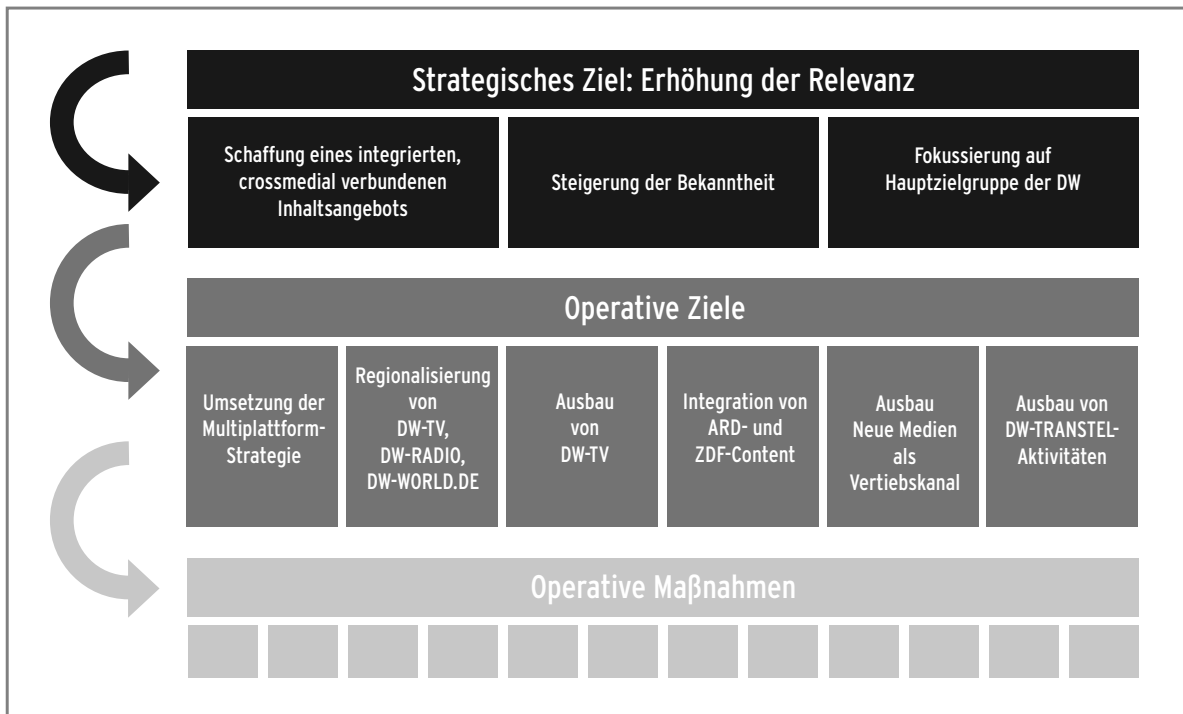 Strategisches Ziel: Erhöhung der Relevanz
Schaffung eines integrierten,
crossmedial verbundenen
Inhaltsangebots
Steigerung der Bekanntheit
Fokussierung auf
Hauptzielgruppe der DW
Operative Ziele
Umsetzung der
Multiplattform-
Strategie
Regionalisierung
von
DW-TV,
DW-RADIO,
DW-WORLD.DE
Ausbau
von
DW-TV
Integration von
ARD- und
ZDF-Content
Ausbau
Neue Medien
als
Vertiebskanal
Ausbau von
DW-TRANSTEL-
Aktivitäten
Operative Maßnahmen